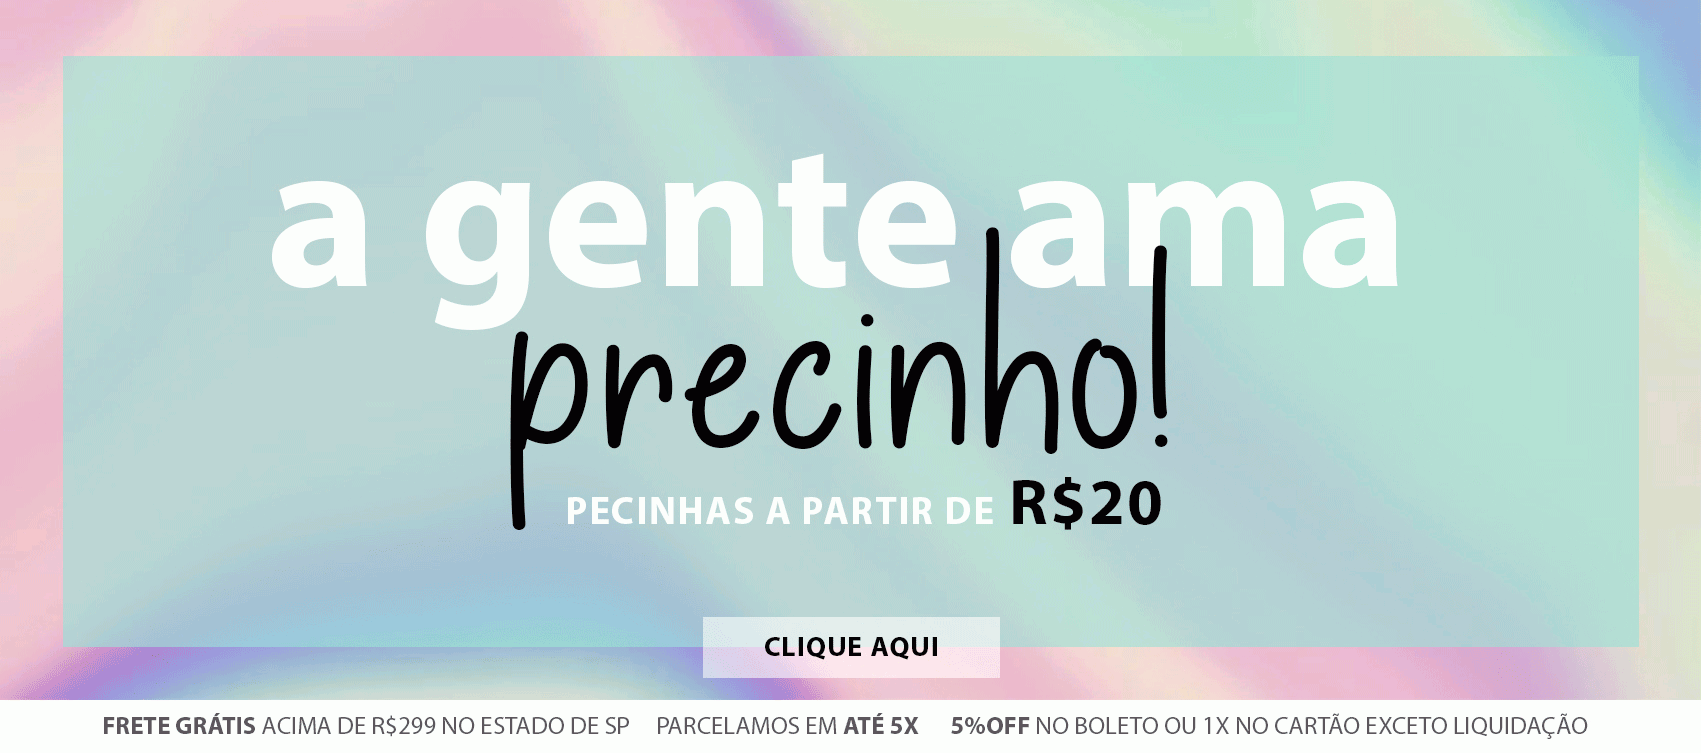 a gente ama
precinho!
PECINHAS A PARTIR DE R$20
CLIQUE AQUI
FRETE GRÁTIS ACIMA DE R$299 NO ESTADO DE SP PARCELAMOS EM ATÉ 5X 5%OFF NO BOLETO OU 1X NO CARTÃO EXCETO LIQUIDAÇÃO